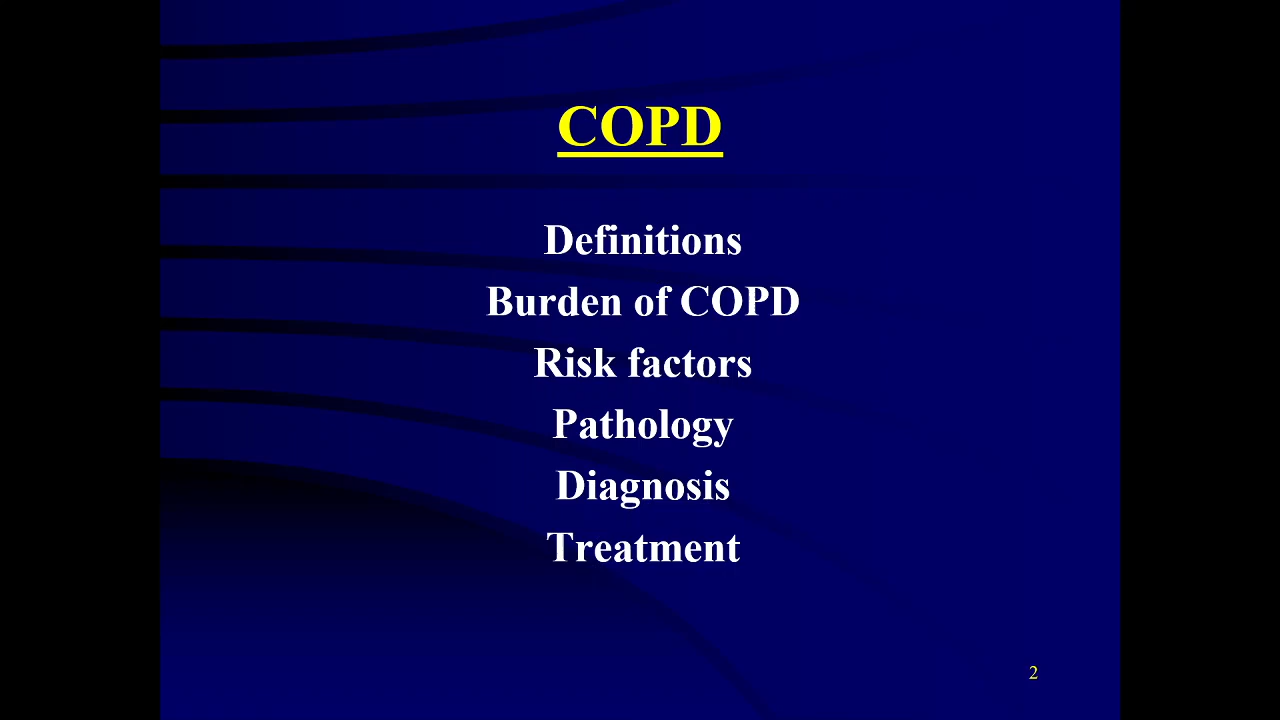 COPD
Definitions
Burden of COPD
Risk factors
Pathology
Diagnosis
Treatment
2